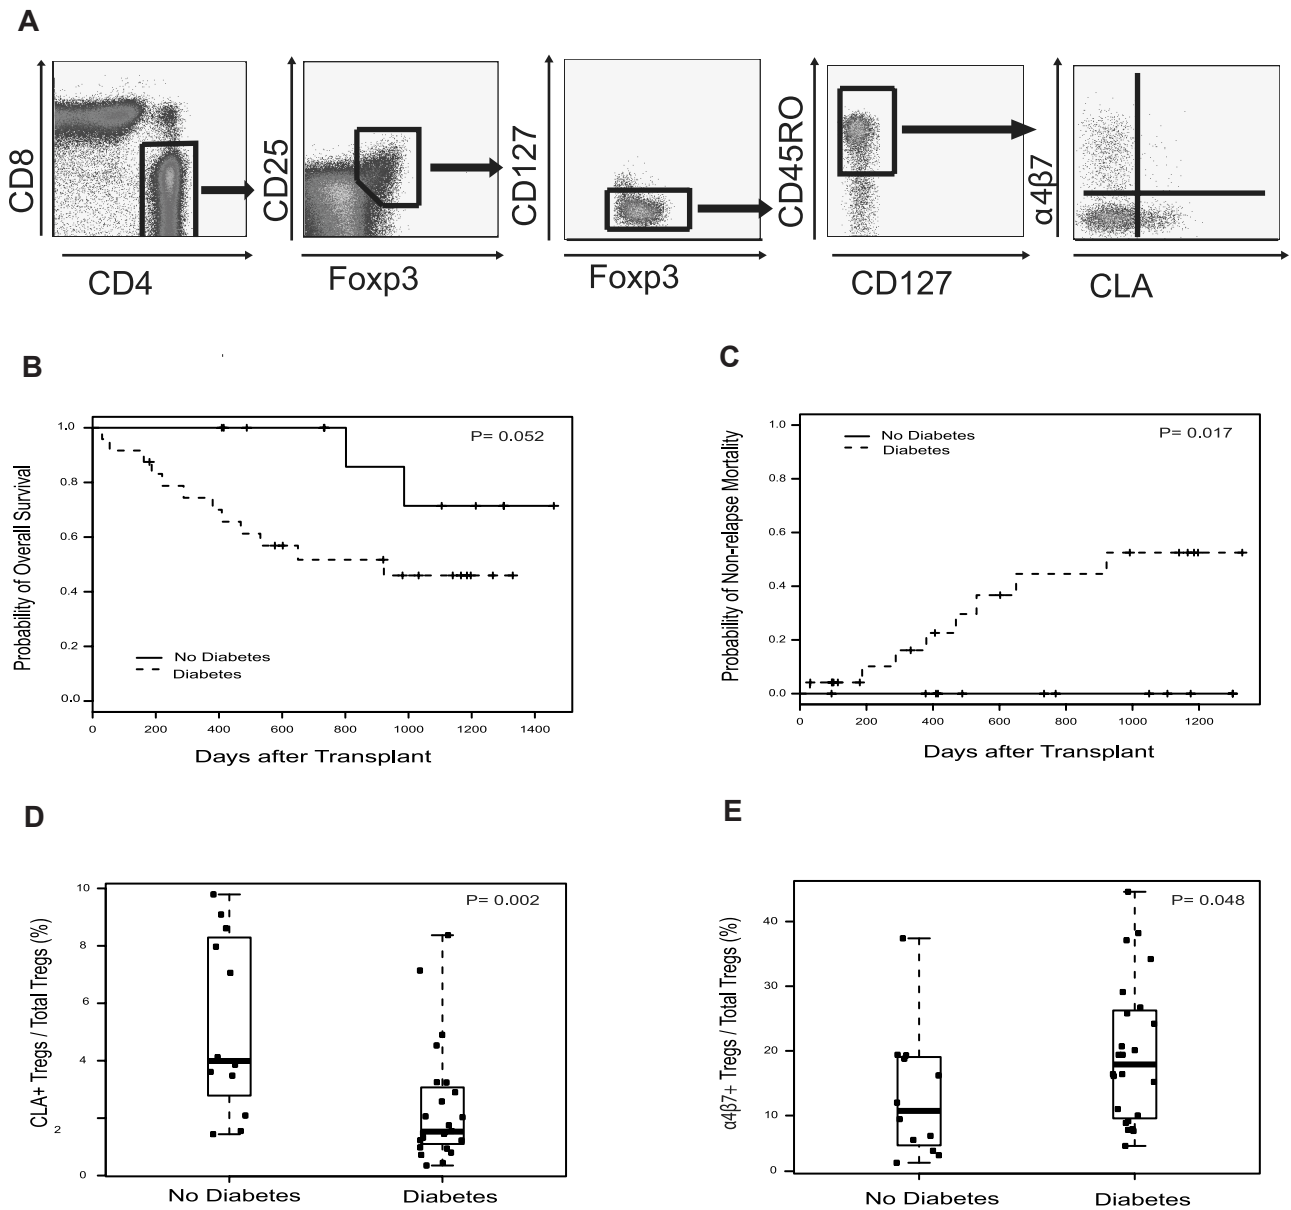 A
CD8
CD4
CD25
Foxp3
CD127
Foxp3
CD45RO
CD127
α4β7
CLA
B
Probability of Overall Survival
1.0
0.8
0.6
0.4
0.2
0.0
P= 0.052
No Diabetes
Diabetes
0 200 400 600 800 1000 1200 1400
Days after Transplant
C
Probability of Non-relapse Mortality
1.0
0.8
0.6
0.4
0.2
0.0
No Diabetes
Diabetes
P= 0.017
0 200 400 600 800 1000 1200
Days after Transplant
D
CLA+ Tregs / Total Tregs (%)
10
8
6
4
2
0
P= 0.002
No Diabetes Diabetes
E
α4β7+ Tregs / Total Tregs (%)
40
30
20
10
0
P= 0.048
No Diabetes Diabetes